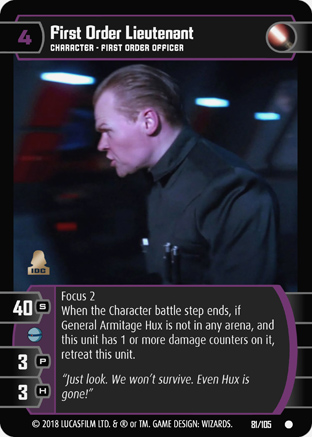 4
First Order Lieutenant
CHARACTER - FIRST ORDER OFFICER
IDC
40 S
3 P
3 H
Focus 2
When the Character battle step ends, if
General Armitage Hux is not in any arena, and
this unit has 1 or more damage counters on it,
retreat this unit.
"Just look. We won't survive. Even Hux is
gone!"
© 2018 LUCASFILM LTD. & ® or TM. GAME DESIGN: WIZARDS.
81/105